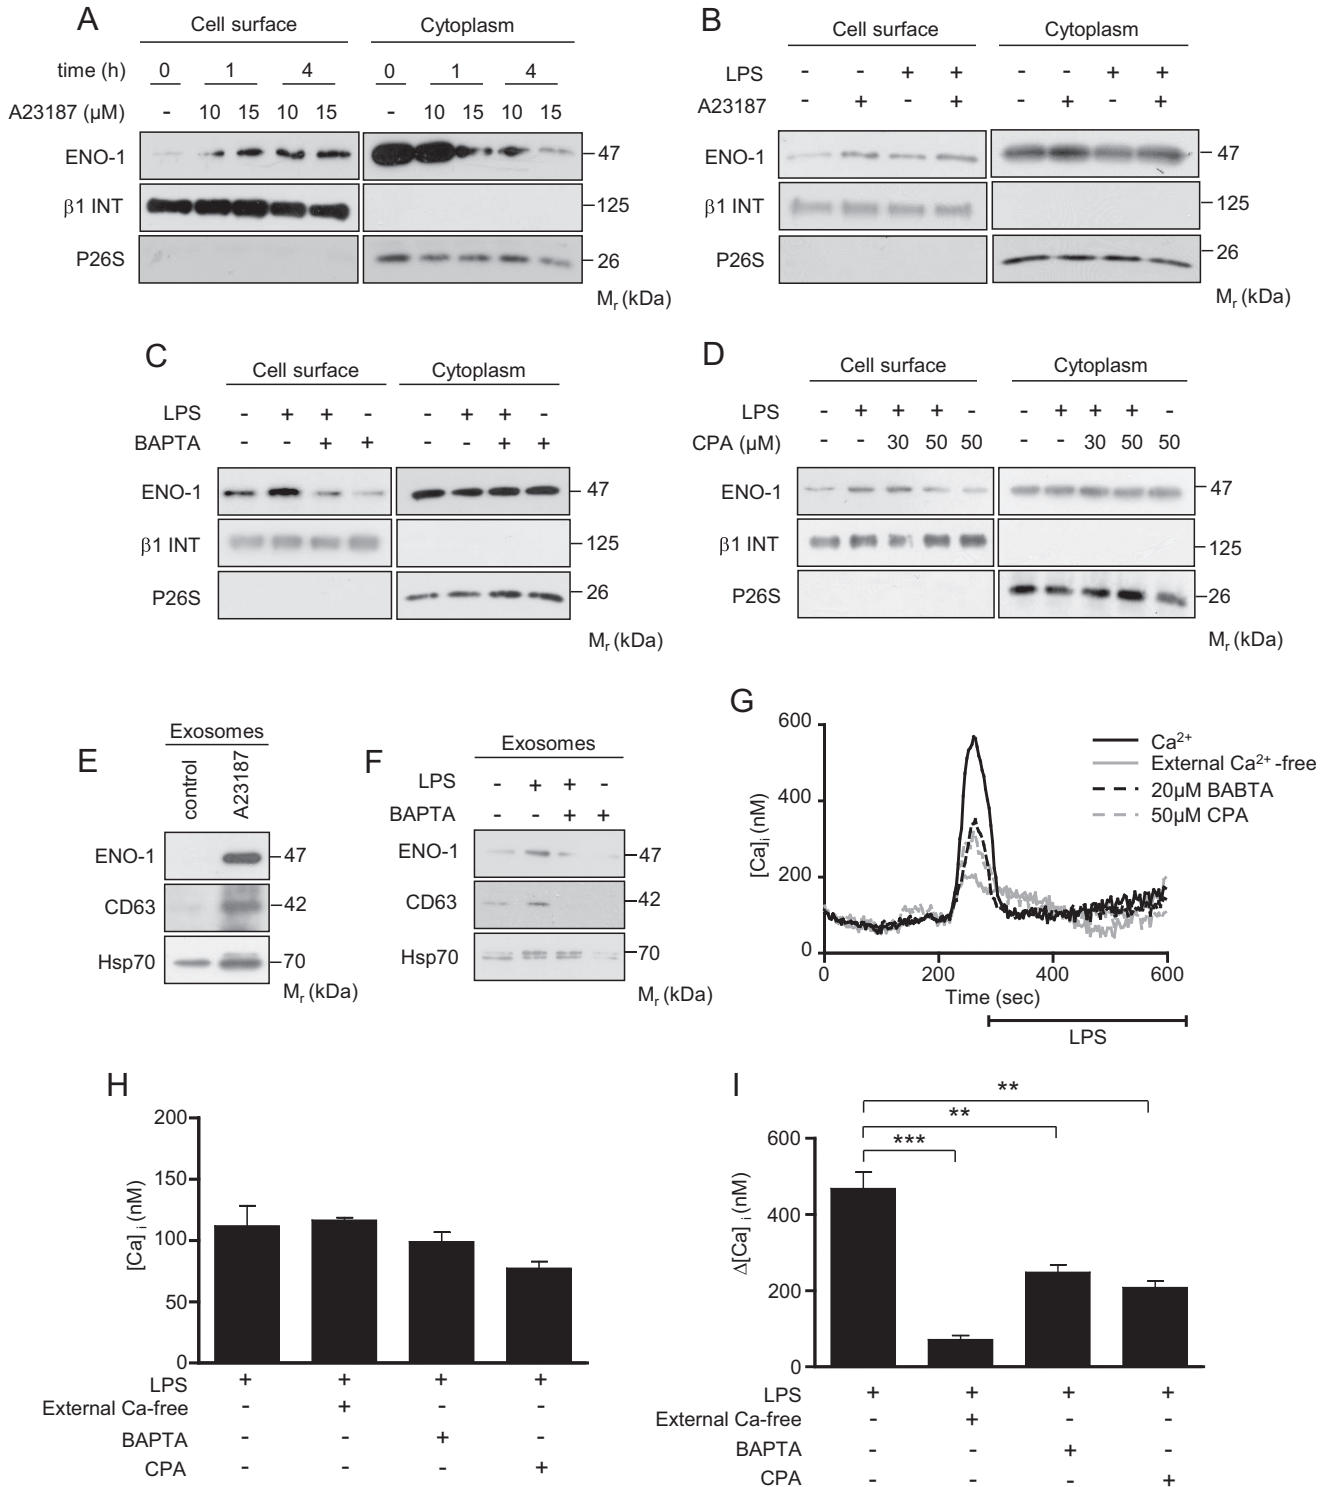 A
Cell surface Cytoplasm
time (h) 0 1 4 0 1 4
A23187 (µM) - 10 15 10 15 - 10 15 10 15
ENO-1 47
β1 INT 125
P26S 26
Mr (kDa)
B
Cell surface Cytoplasm
LPS - - + + - - + +
A23187 - + - + - + - +
ENO-1 47
β1 INT 125
P26S 26
Mr (kDa)
C
Cell surface Cytoplasm
LPS - + + - - + + -
BAPTA - - + + - - + +
ENO-1 47
β1 INT 125
P26S 26
Mr (kDa)
D
Cell surface Cytoplasm
LPS - + + + - - + + + -
CPA (µM) - - 30 50 50 - - 30 50 50
ENO-1 47
β1 INT 125
P26S 26
Mr (kDa)
E
Exosomes
control A23187
ENO-1 47
CD63 42
Hsp70 70
Mr (kDa)
F
Exosomes
LPS - + + -
BAPTA - - + +
ENO-1 47
CD63 42
Hsp70 70
Mr (kDa)
G
600
400
200
0
[Ca]i (nM)
Ca2+
External Ca2+ -free
20µM BABTA
50µM CPA
0 200 400 600
Time (sec)
LPS
H
200
150
100
50
0
[Ca] i (nM)
LPS + + + +
External Ca-free - + - -
BAPTA - - + -
CPA - - - +
I
**
**
***
600
400
200
0
Δ[Ca] i (nM)
LPS + + + +
External Ca-free - + - -
BAPTA - - + -
CPA - - - +